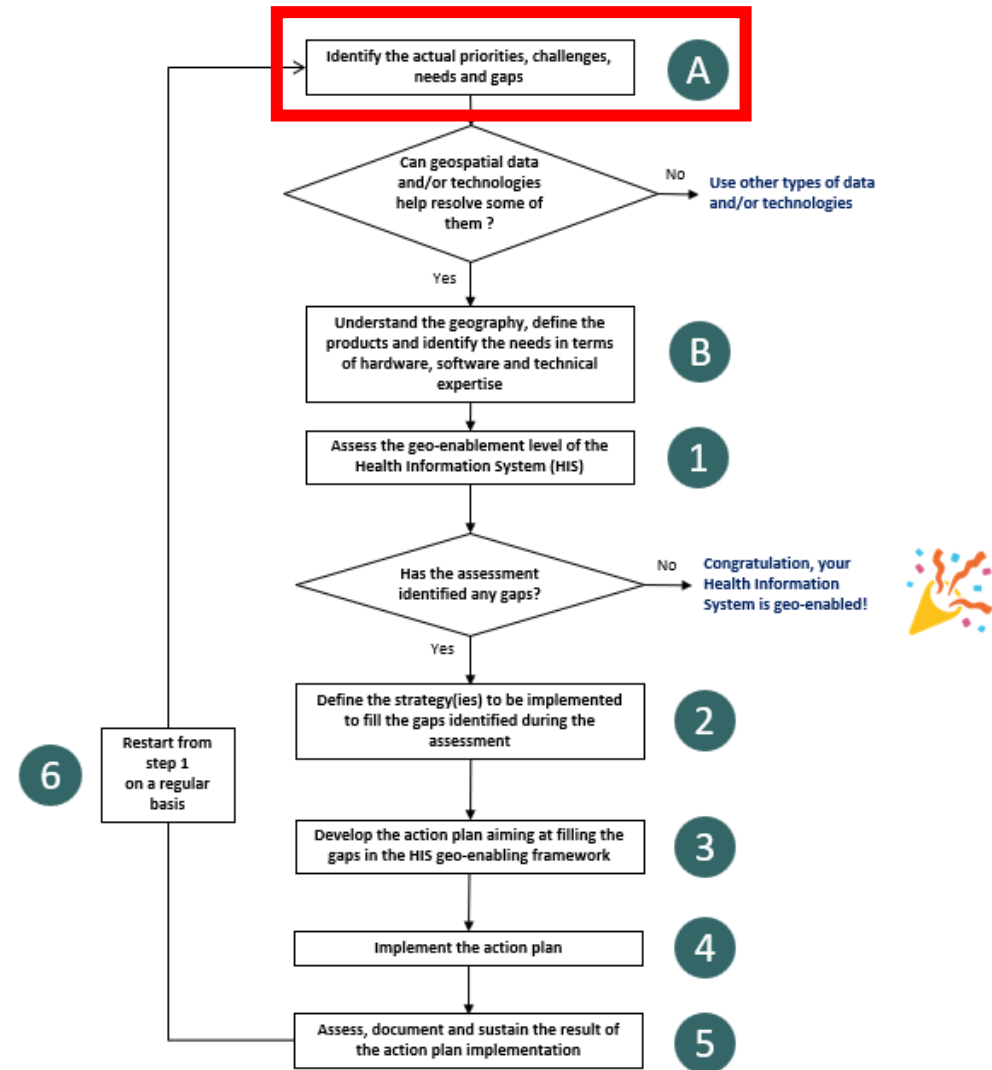 Identify the actual priorities, challenges,
needs and gaps
A
Can geospatial data
and/or technologies
help resolve some of
them ?
No
Use other types of data
and/or technologies
Yes
Understand the geography, define the
products and identify the needs in terms
of hardware, software and technical
expertise
B
Assess the geo-enablement level of the
Health Information System (HIS)
1
Has the assessment
identified any gaps?
No
Congratulation, your
Health Information
System is geo-enabled!
Yes
Define the strategy(ies) to be implemented
to fill the gaps identified during the
assessment
2
6
Restart from
step 1
on a regular
basis
Develop the action plan aiming at filling the
gaps in the HIS geo-enabling framework
3
Implement the action plan
4
Assess, document and sustain the result of
the action plan implementation
5